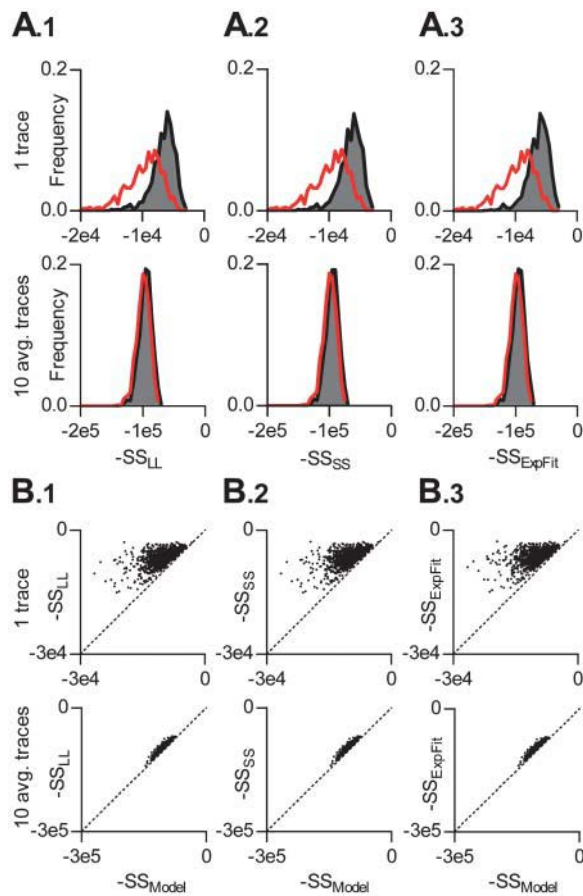 A.1 A.2 A.3
1 trace
Frequency
0.2 0.2 0.2
0.0 0.0 0.0
-2e4 -1e4 0 -2e4 -1e4 0 -2e4 -1e4 0
10 avg. traces
Frequency
0.2 0.2 0.2
0.0 0.0 0.0
-2e5 -1e5 0 -2e5 -1e5 0 -2e5 -1e5 0
-SSLL -SSSS -SSExpFit
B.1 B.2 B.3
1 trace
0 0 0
-SSLL -SSSS -SSExpFit
-3e4 -3e4 -3e4
-3e4 0 -3e4 0 -3e4 0
10 avg. traces
0 0 0
-SSLL -SSSS -SSExpFit
-3e5 -3e5 -3e5
-3e5 0 -3e5 0 -3e5 0
-SSModel -SSModel -SSModel